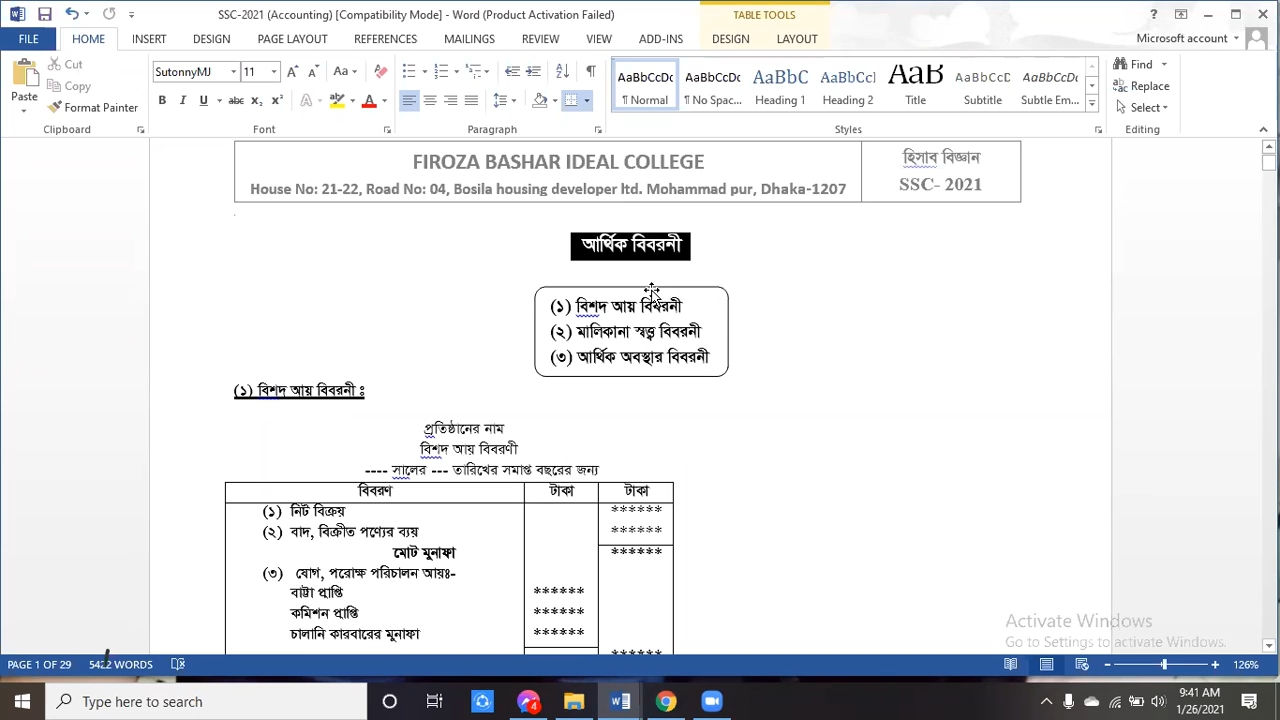 SSC-2021 (Accounting) [Compatibility Mode] - Word (Product Activation Failed)
TABLE TOOLS
FILE HOME INSERT DESIGN PAGE LAYOUT REFERENCES MAILINGS REVIEW VIEW ADD-INS DESIGN LAYOUT
Microsoft account
Paste
Cut
Copy
Format Painter
Clipboard
SutonnyMJ 11
Font
Paragraph
AaBbCcDc AaBbCcDc AaBbC AaBbCc AaB AaBbCcD AaBbCcD
¶ Normal ¶ No Spac... Heading 1 Heading 2 Title Subtitle Subtle Em...
Styles
Find
Replace
Select
Editing
FIROZA BASHAR IDEAL COLLEGE
House No: 21-22, Road No: 04, Bosila housing developer ltd. Mohammad pur, Dhaka-1207
হিসাব বিজ্ঞান
SSC- 2021
আর্থিক বিবরনী
(১) বিশদ আয় বিবরনী
(২) মালিকানা স্বত্ত্ব বিবরনী
(৩) আর্থিক অবস্থার বিবরনী
(১) বিশদ আয় বিবরনী ঃ
প্রতিষ্ঠানের নাম
বিশদ আয় বিবরণী
---- সালের --- তারিখের সমাপ্ত বছরের জন্য
বিবরণ টাকা টাকা
(১) নিট বিক্রয় ******
(২) বাদ, বিক্রীত পণ্যের ব্যয় ******
মোট মুনাফা ******
(৩) যোগ, পরোক্ষ পরিচালন আয়ঃ-
বাট্টা প্রাপ্তি ******
কমিশন প্রাপ্তি ******
চালানি কারবারের মুনাফা ******
Activate Windows
Go to Settings to activate Windows.
PAGE 1 OF 29 5422 WORDS 126%
Type here to search
4
9:41 AM
1/26/2021